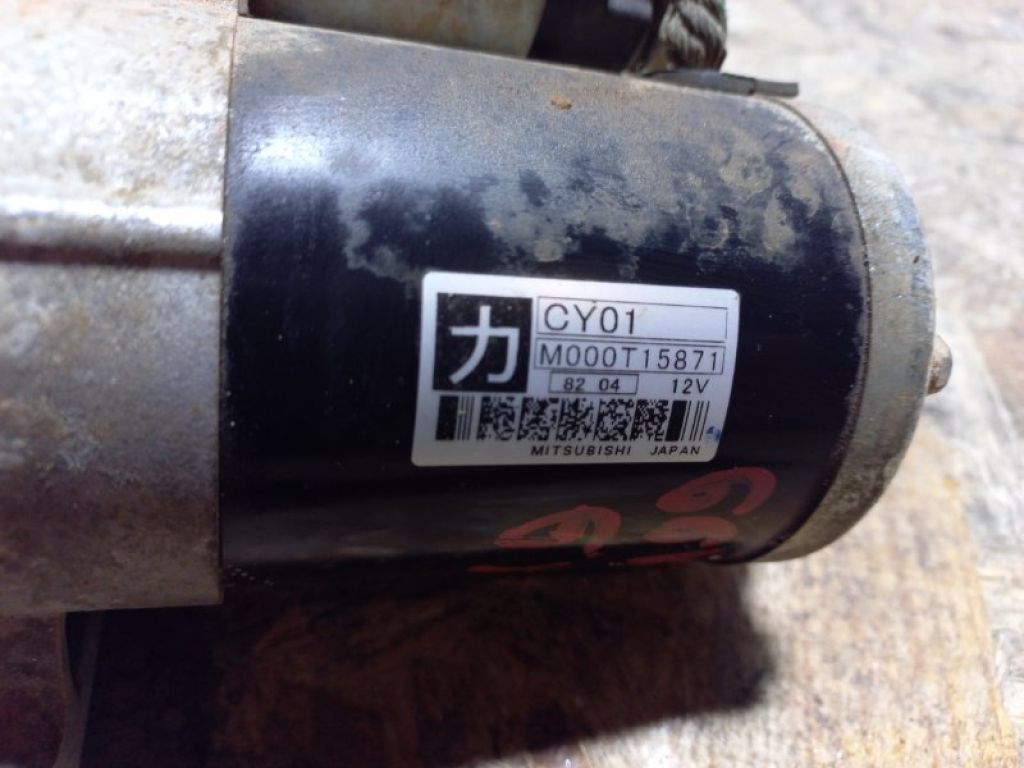 カ
CY01
M000T15871
82 04 12V
MITSUBISHI JAPAN